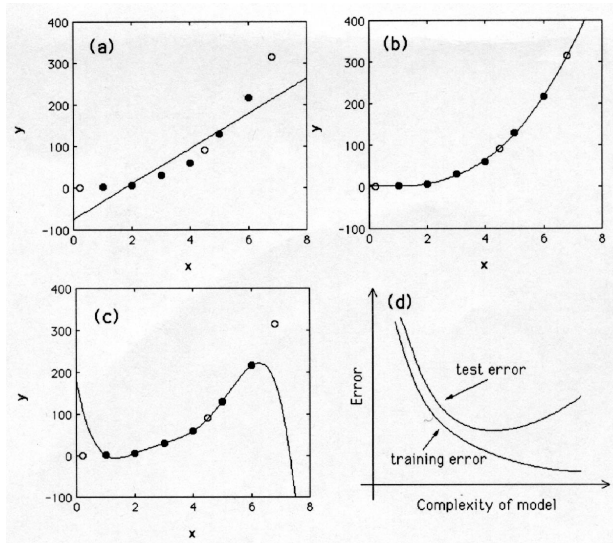 (a)
400
300
200
100
0
-100
y
0 2 4 6 8
x
(b)
400
300
200
100
0
-100
y
0 2 4 6 8
x
(c)
400
300
200
100
0
-100
y
0 2 4 6 8
x
(d)
Error
test error
training error
Complexity of model